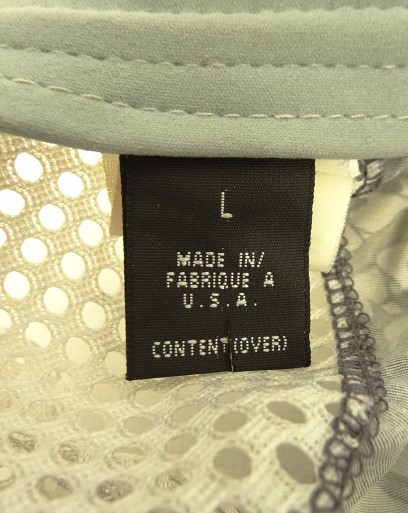 L
MADE IN/
FABRIQUE A
U.S.A.
CONTENT(OVER)